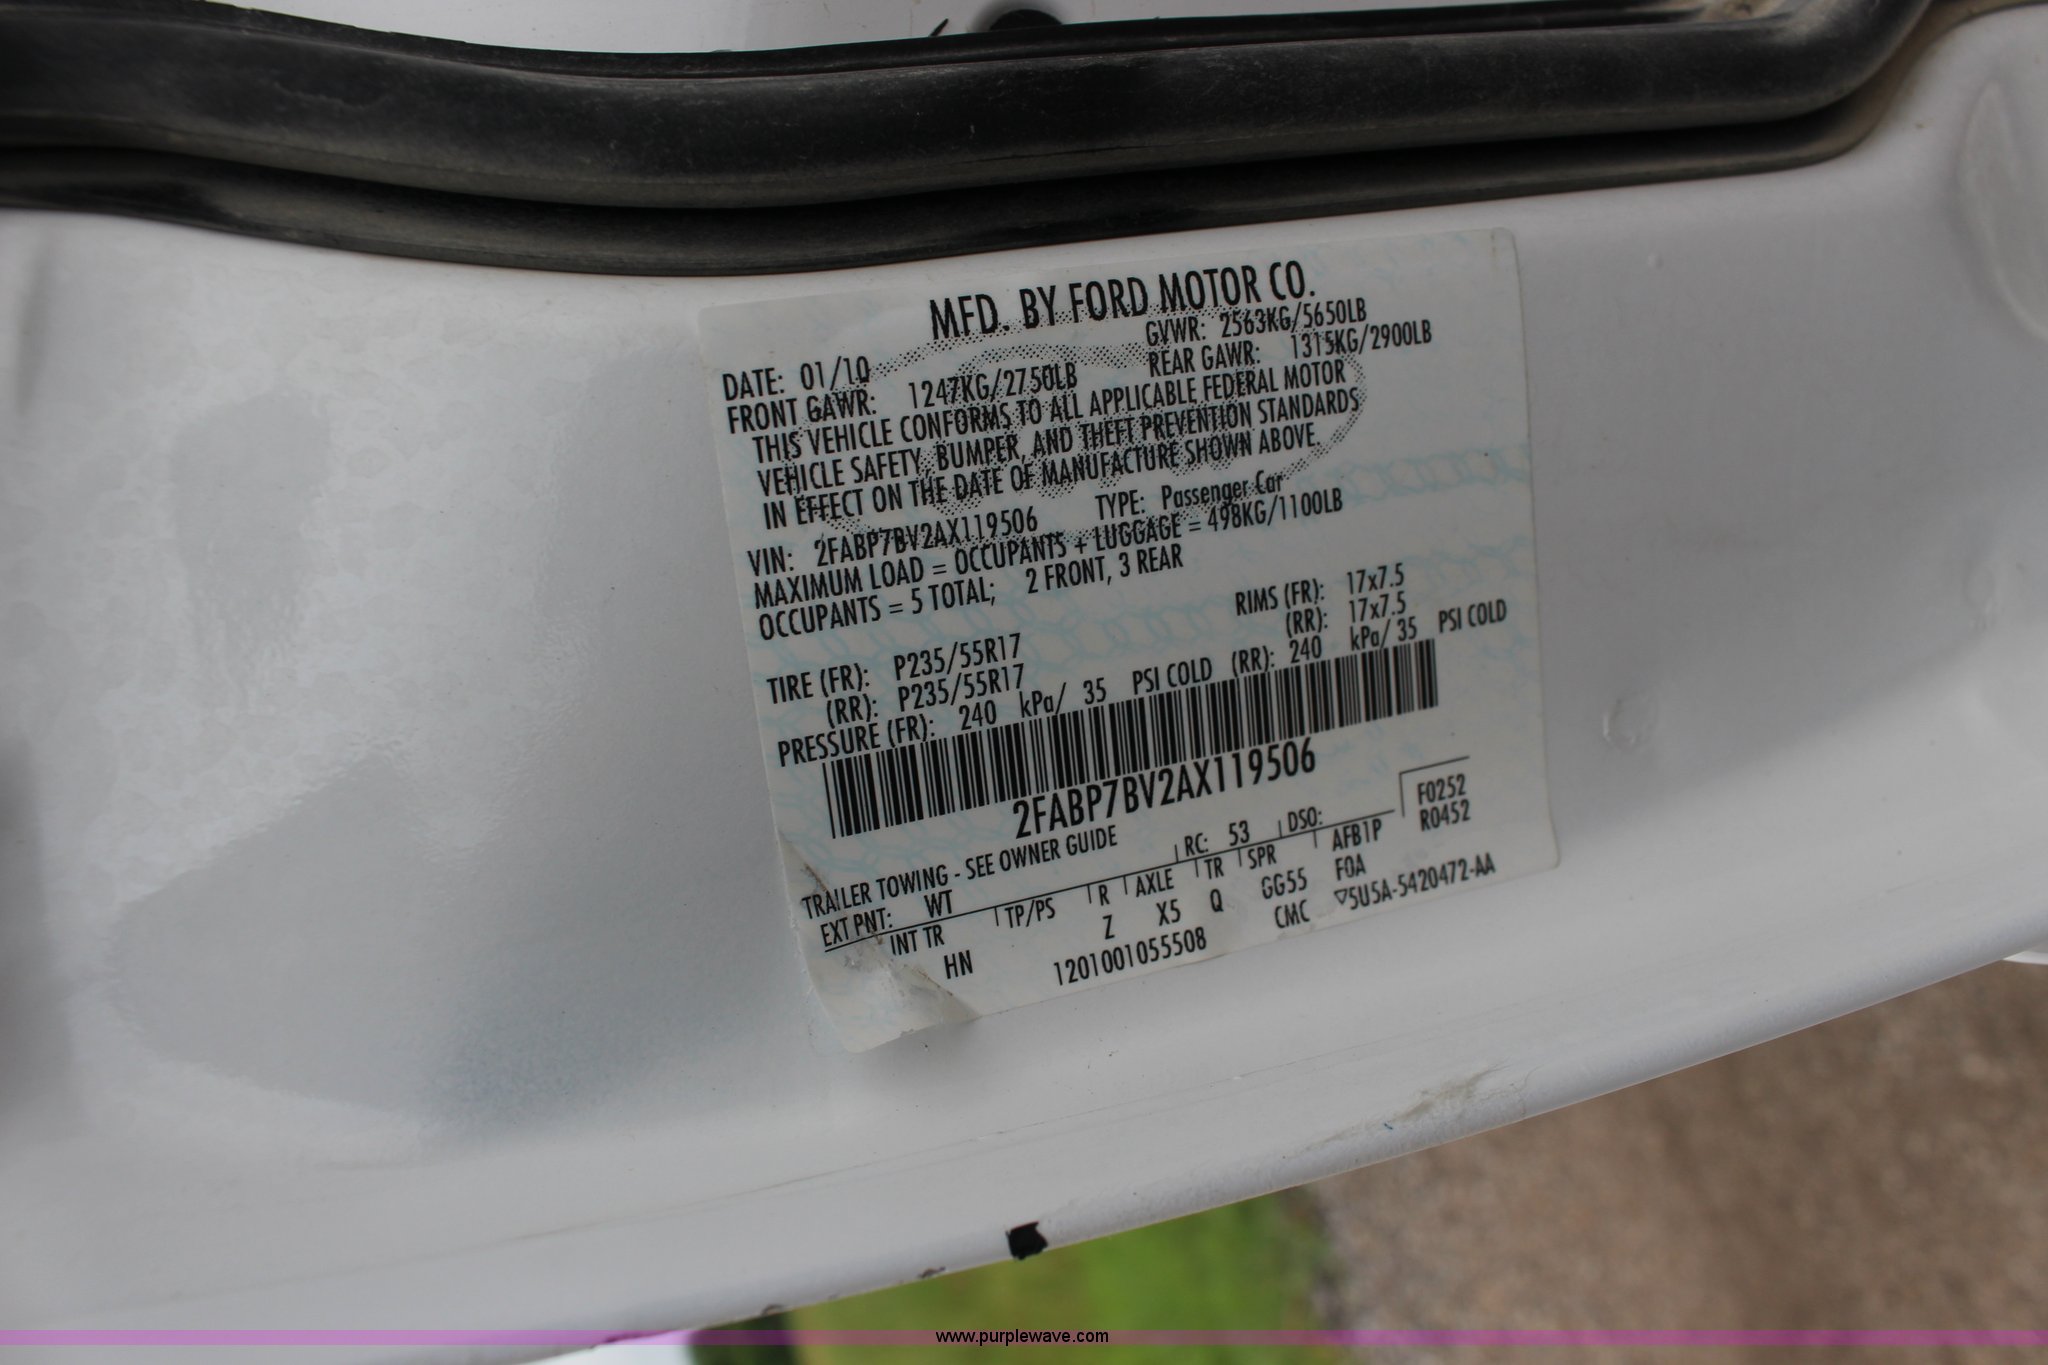 MFD. BY FORD MOTOR CO.
DATE: 01/10 GVWR: 2563KG/5650LB
FRONT GAWR: 1247KG/2750LB REAR GAWR: 1315KG/2900LB
THIS VEHICLE CONFORMS TO ALL APPLICABLE FEDERAL MOTOR
VEHICLE SAFETY, BUMPER, AND THEFT PREVENTION STANDARDS
IN EFFECT ON THE DATE OF MANUFACTURE SHOWN ABOVE.
VIN: 2FABP7BV2AX119506 TYPE: Passenger Car
MAXIMUM LOAD = OCCUPANTS + LUGGAGE = 498KG/1100LB
OCCUPANTS = 5 TOTAL; 2 FRONT, 3 REAR
TIRE (FR): P235/55R17 RIMS (FR): 17x7.5
(RR): P235/55R17 (RR): 17x7.5
PRESSURE (FR): 240 kPa/ 35 PSI COLD (RR): 240 kPa/ 35 PSI COLD
2FABP7BV2AX119506
TRAILER TOWING - SEE OWNER GUIDE
EXT PNT: WT RC: 53 DSO: F0252
INT TR TP/PS R AXLE TR SPR AFB1P R0452
HN Z X5 Q GG55 F0A
1201001055508 CMC ▽5U5A-5420472-AA
www.purplewave.com